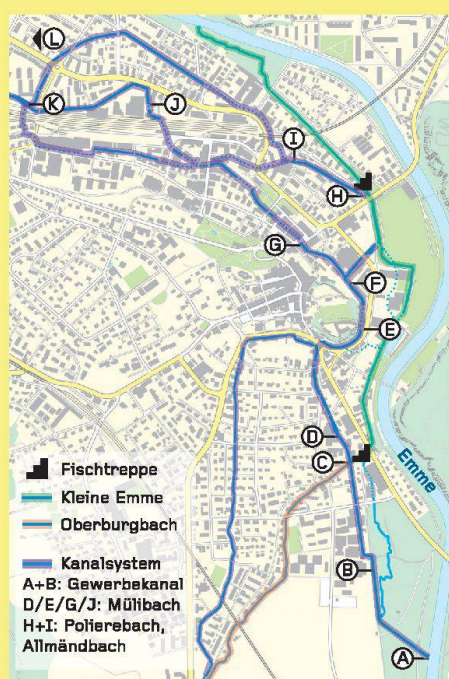 L
K
J
I
H
G
F
E
D
C
Emme
B
A
Fischtreppe
Kleine Emme
Oberburgbach
Kanalsystem
A+B: Gewerbekanal
D/E/G/J: Mülibach
H+I: Polierebach,
Allmändbach